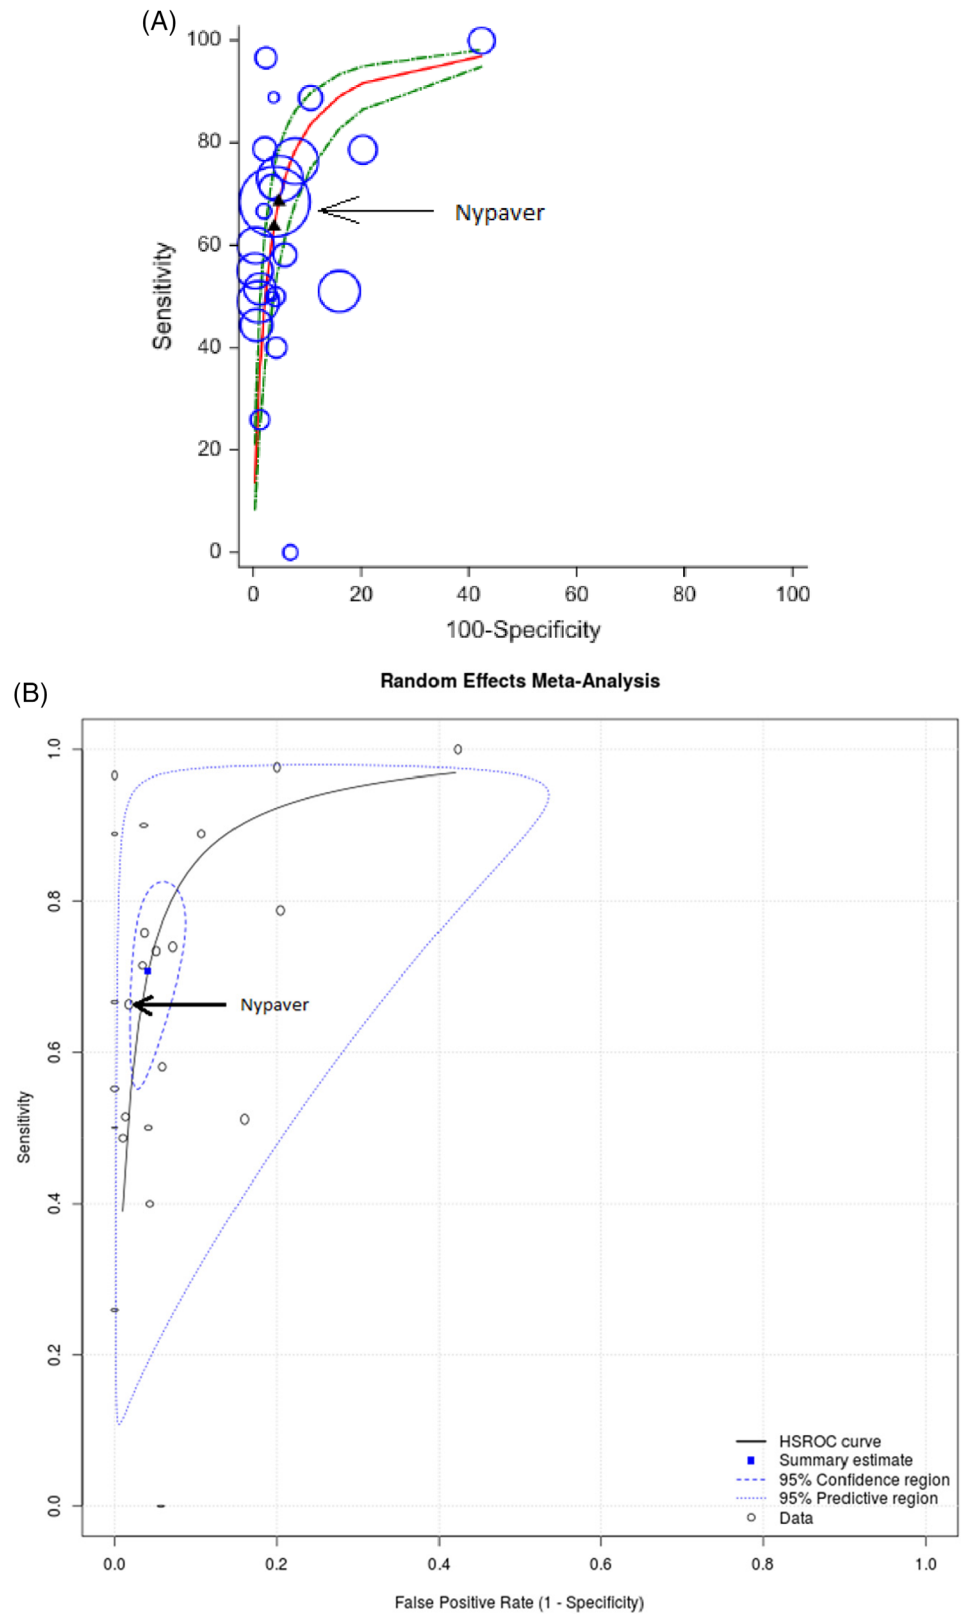 (A)
100
80
60
40
20
0
Sensitivity
Nypaver
0 20 40 60 80 100
100-Specificity
(B)
Random Effects Meta-Analysis
1.0
0.8
0.6
0.4
0.2
0.0
Sensitivity
Nypaver
HSROC curve
Summary estimate
95% Confidence region
95% Predictive region
Data
0.0 0.2 0.4 0.6 0.8 1.0
False Positive Rate (1 - Specificity)